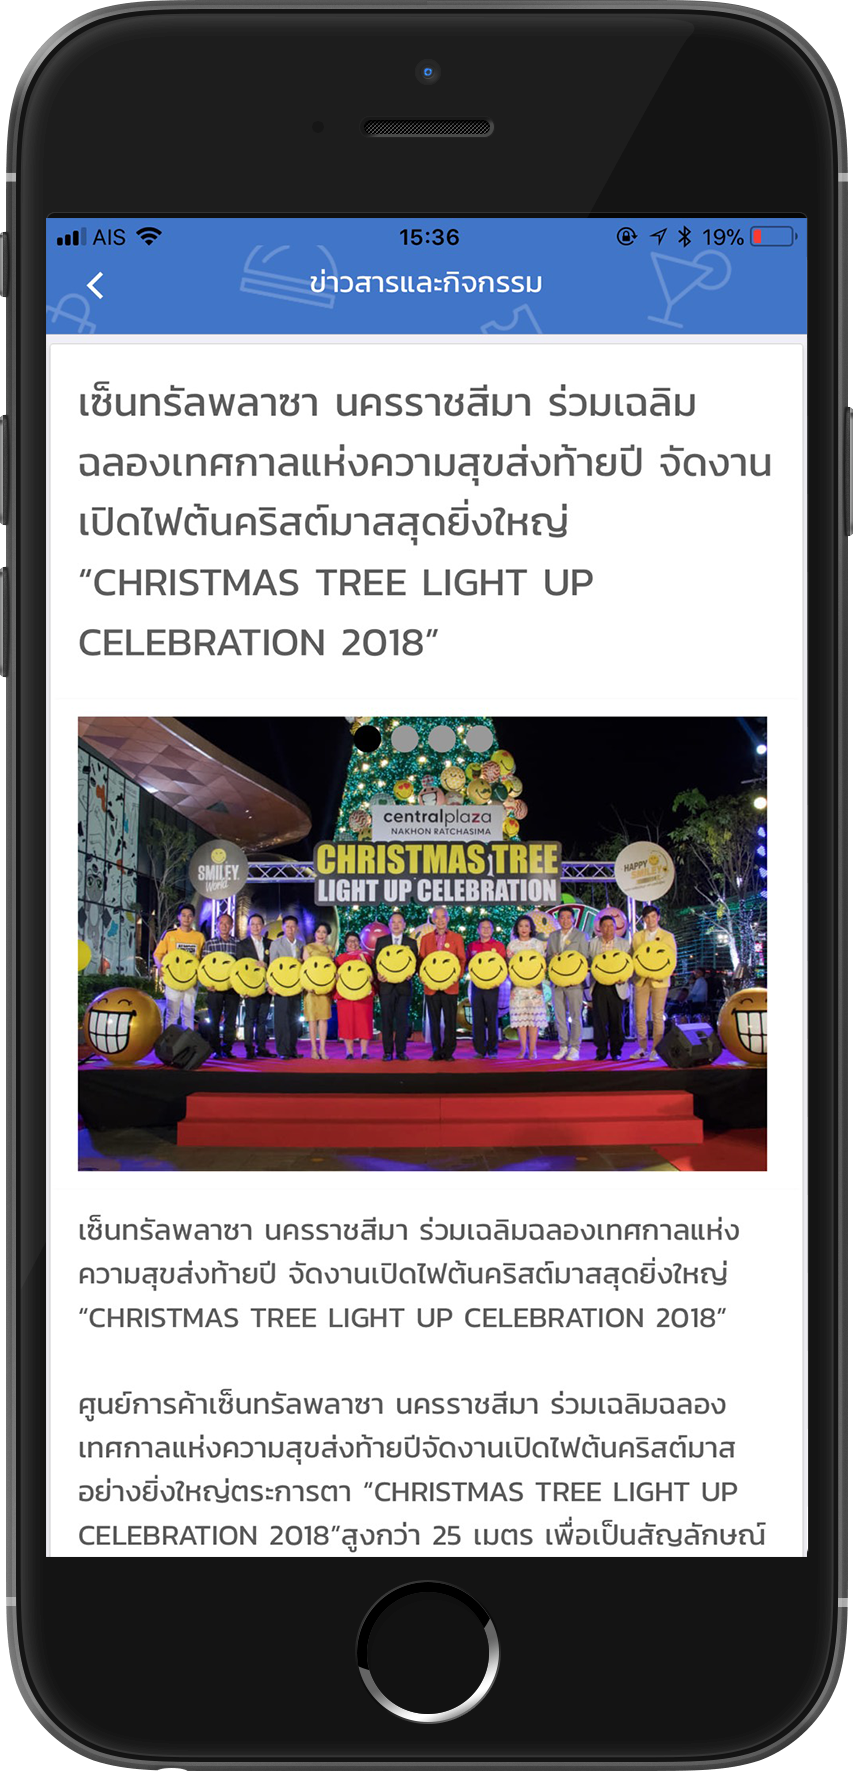 AIS 15:36 19%
ข่าวสารและกิจกรรม
เซ็นทรัลพลาซา นครราชสีมา ร่วมเฉลิม
ฉลองเทศกาลแห่งความสุขส่งท้ายปี จัดงาน
เปิดไฟต้นคริสต์มาสสุดยิ่งใหญ่
“CHRISTMAS TREE LIGHT UP
CELEBRATION 2018”
centralplaza
NAKHON RATCHASIMA
CHRISTMAS TREE
LIGHT UP CELEBRATION
SMILEY
World
HAPPY
SMILEY
เซ็นทรัลพลาซา นครราชสีมา ร่วมเฉลิมฉลองเทศกาลแห่ง
ความสุขส่งท้ายปี จัดงานเปิดไฟต้นคริสต์มาสสุดยิ่งใหญ่
“CHRISTMAS TREE LIGHT UP CELEBRATION 2018”
ศูนย์การค้าเซ็นทรัลพลาซา นครราชสีมา ร่วมเฉลิมฉลอง
เทศกาลแห่งความสุขส่งท้ายปีจัดงานเปิดไฟต้นคริสต์มาส
อย่างยิ่งใหญ่ตระการตา “CHRISTMAS TREE LIGHT UP
CELEBRATION 2018”สูงกว่า 25 เมตร เพื่อเป็นสัญลักษณ์